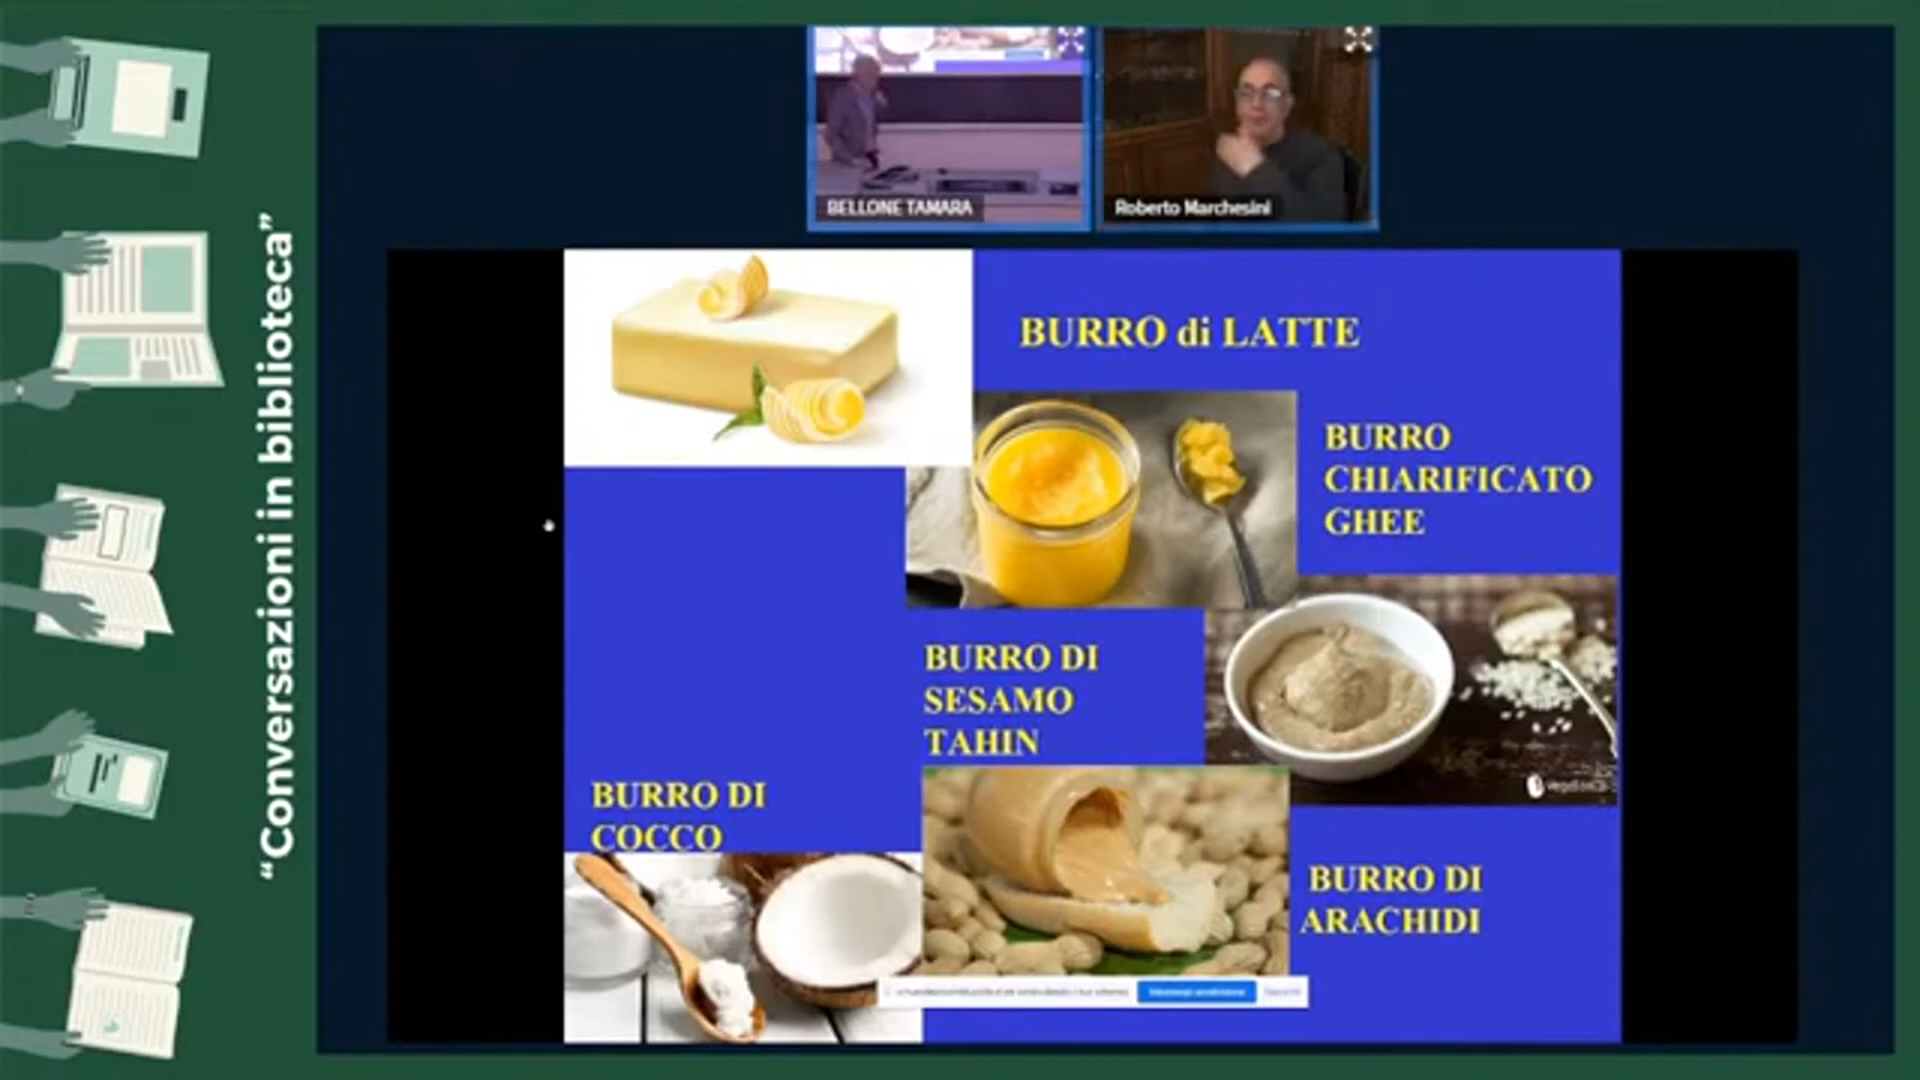 “Conversazioni in biblioteca”
BELLONE TAMARA
Roberto Marchesini
BURRO di LATTE
BURRO
CHIARIFICATO
GHEE
BURRO DI
SESAMO
TAHIN
BURRO DI
COCCO
BURRO DI
ARACHIDI